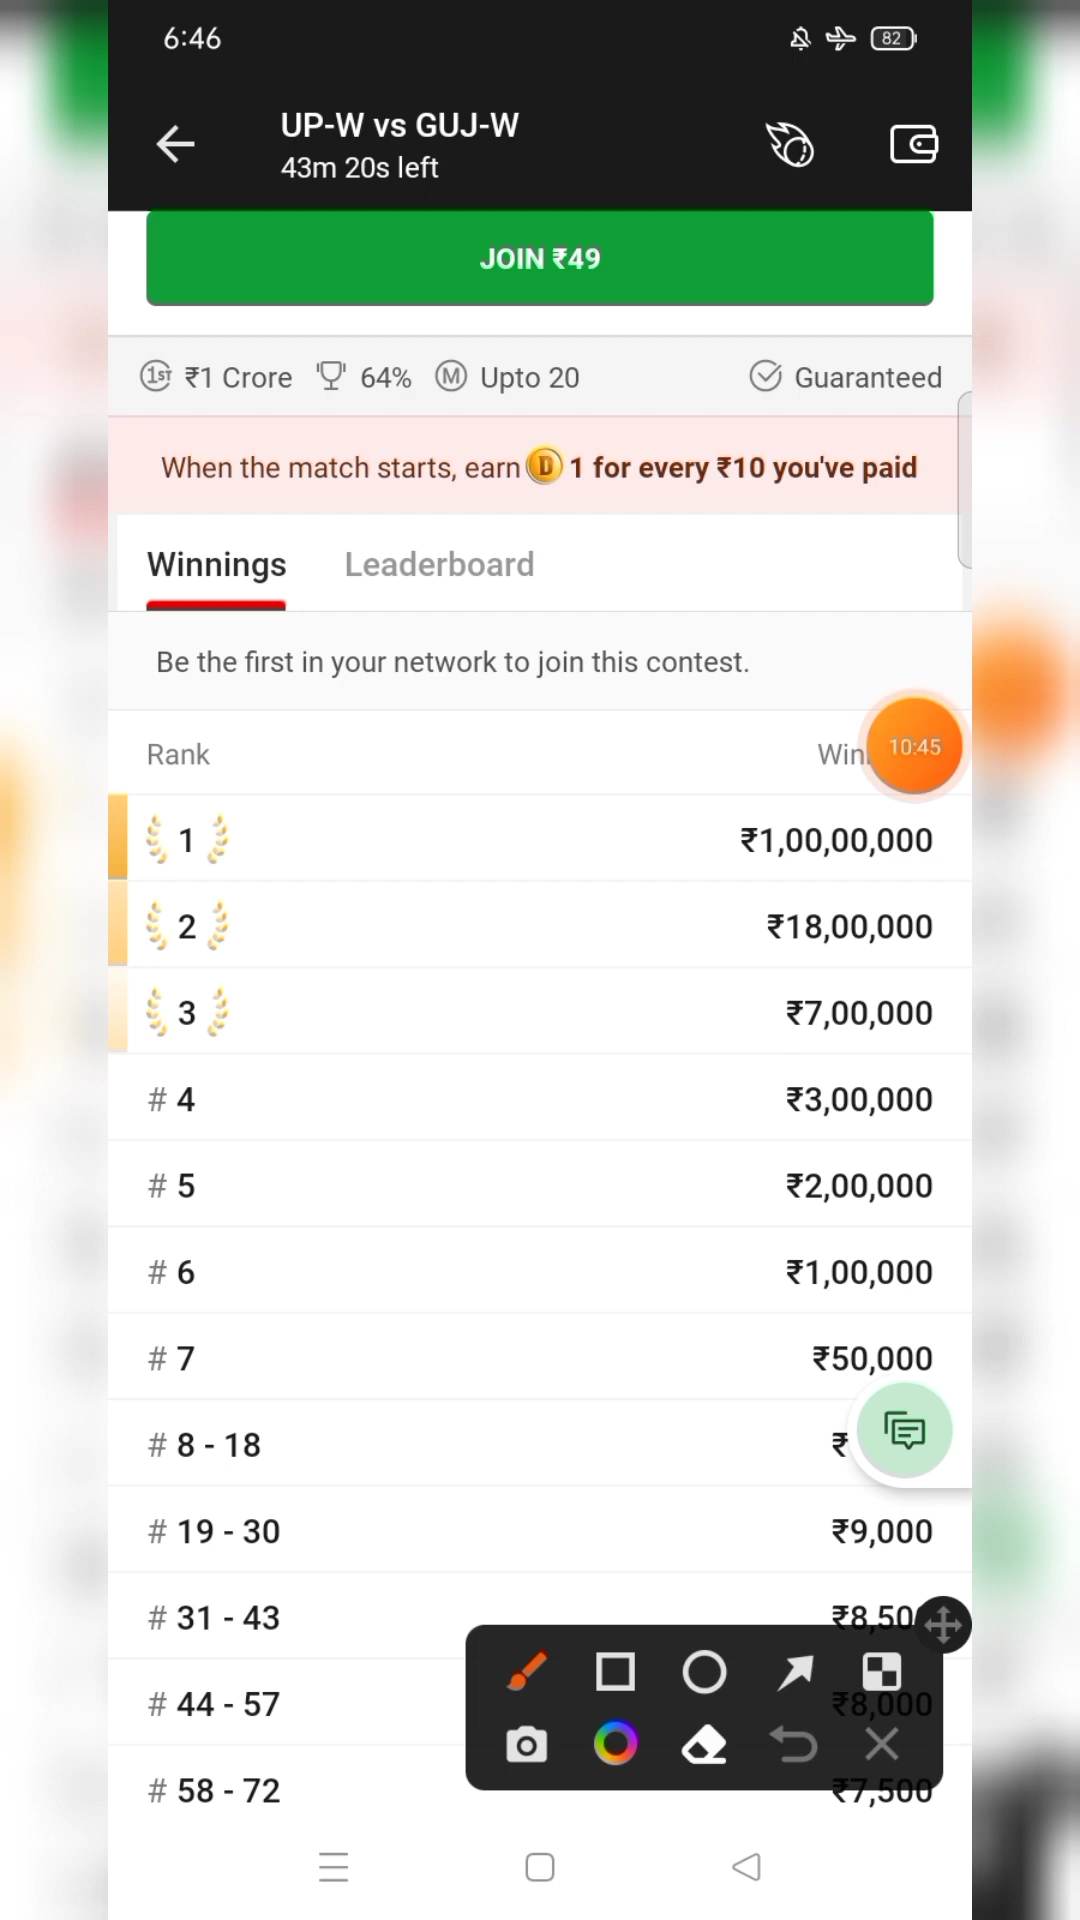 6:46
82
UP-W vs GUJ-W
43m 20s left
JOIN ₹49
1ST ₹1 Crore 64% M Upto 20 Guaranteed
When the match starts, earn D 1 for every ₹10 you've paid
Winnings Leaderboard
Be the first in your network to join this contest.
Rank
10:45
1 ₹1,00,00,000
2 ₹18,00,000
3 ₹7,00,000
# 4 ₹3,00,000
# 5 ₹2,00,000
# 6 ₹1,00,000
# 7 ₹50,000
# 8 - 18 ₹
# 19 - 30 ₹9,000
# 31 - 43 ₹8,50
# 44 - 57 ₹8,000
# 58 - 72 ₹7,500